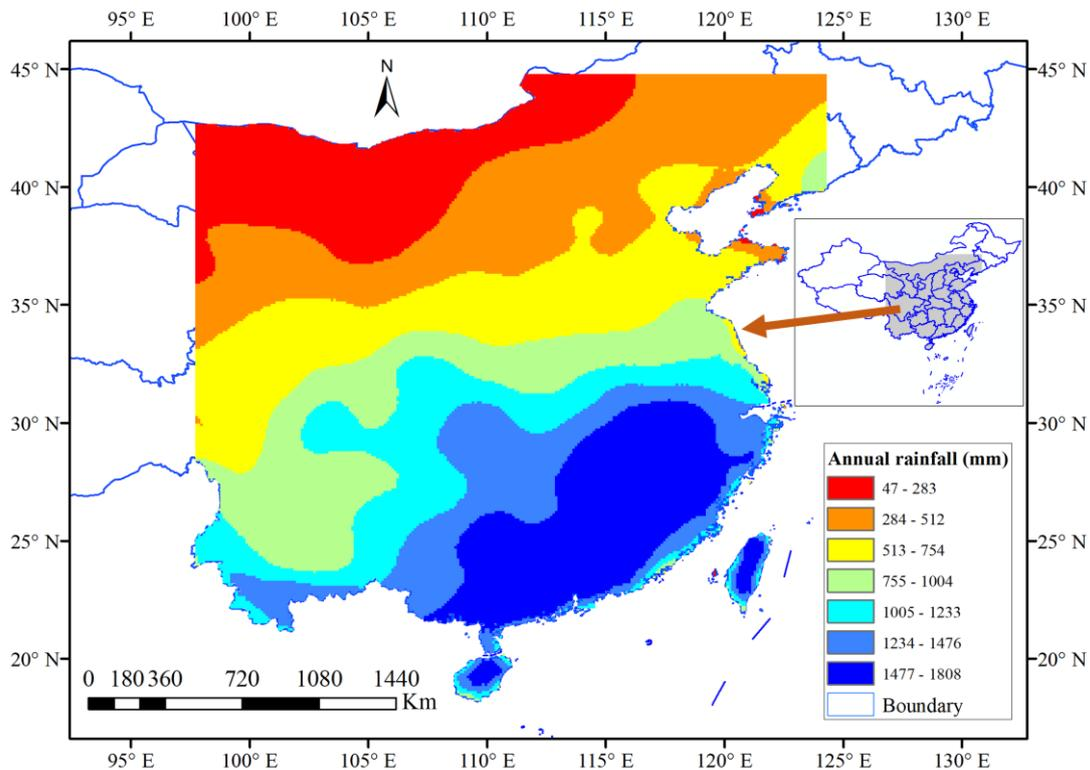 95° E 100° E 105° E 110° E 115° E 120° E 125° E 130° E
45° N 45° N
N
40° N 40° N
35° N 35° N
30° N 30° N
Annual rainfall (mm)
47 - 283
284 - 512
25° N 25° N
513 - 754
755 - 1004
1005 - 1233
1234 - 1476
20° N 20° N
1477 - 1808
0 180 360 720 1080 1440
Km
Boundary
95° E 100° E 105° E 110° E 115° E 120° E 125° E 130° E